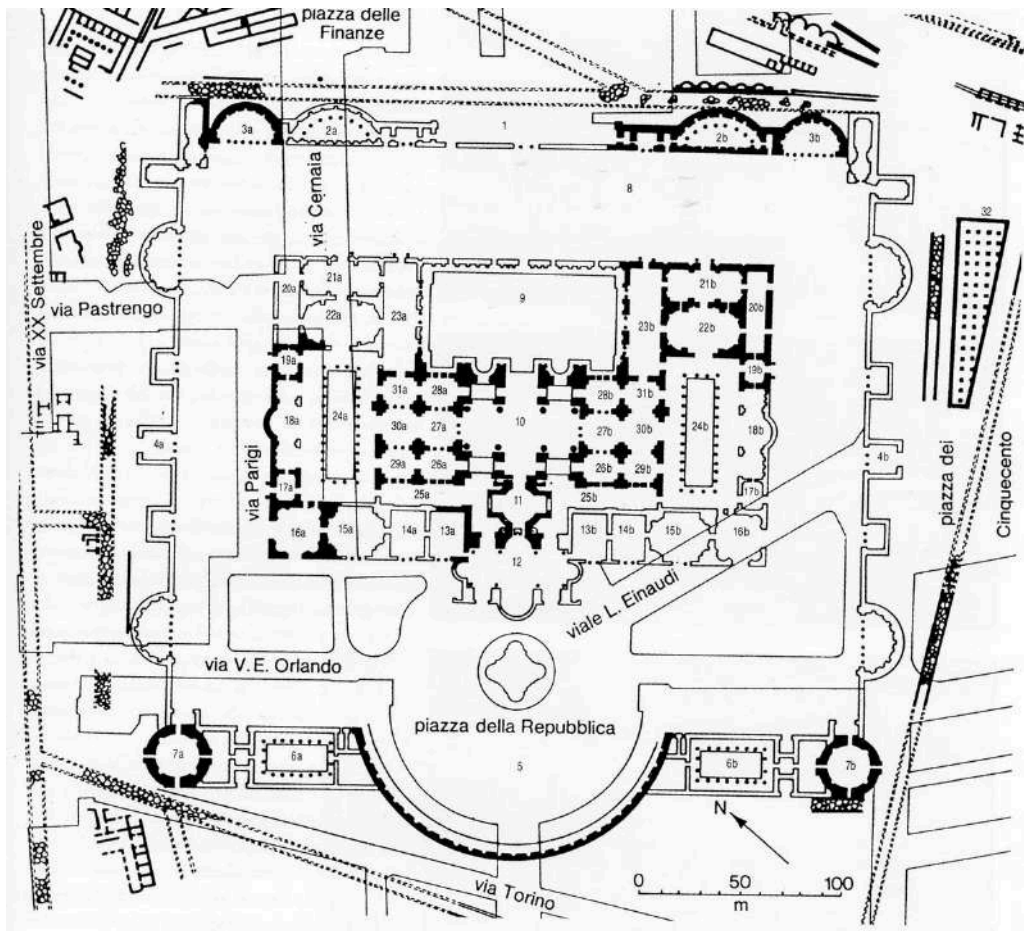 piazza delle
Finanze
3a
2a
1
2b
3b
8
via Cernaia
32
via XX Settembre
via Pastrengo
21a
20a
22a
23a
9
21b
20b
23b
22b
19a
19b
31a
28a
28b
31b
18a
24a
30a
27a
10
27b
30b
24b
18b
4a
4b
29a
26a
26b
29b
17a
17b
via Parigi
25a
11
25b
16a
15a
14a
13a
13b
14b
15b
16b
12
piazza dei
Cinquecento
viale L. Einaudi
via V.E. Orlando
piazza della Repubblica
7a
6a
5
6b
7b
N
via Torino
0 50 100
m